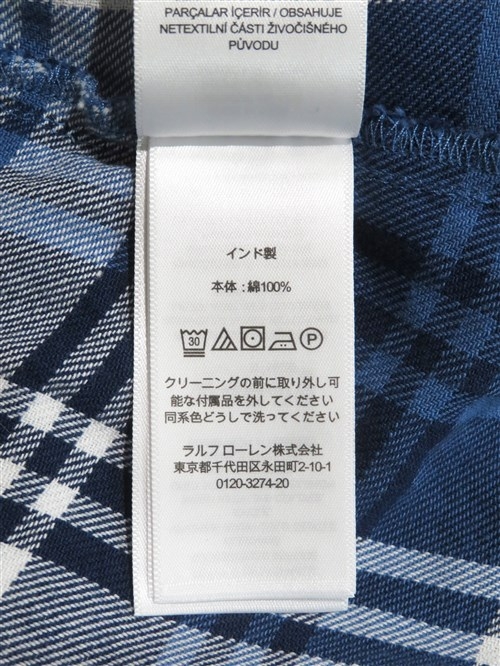 PARÇALAR İÇERİR / OBSAHUJE
NETEXTILNÍ ČÁSTI ŽIVOČIŠNÉHO
PŮVODU
インド製
本体 : 綿100%
30
P
クリーニングの前に取り外し可
能な付属品を外してください
同系色どうしで洗ってください
ラルフ ローレン株式会社
東京都千代田区永田町2-10-1
0120-3274-20